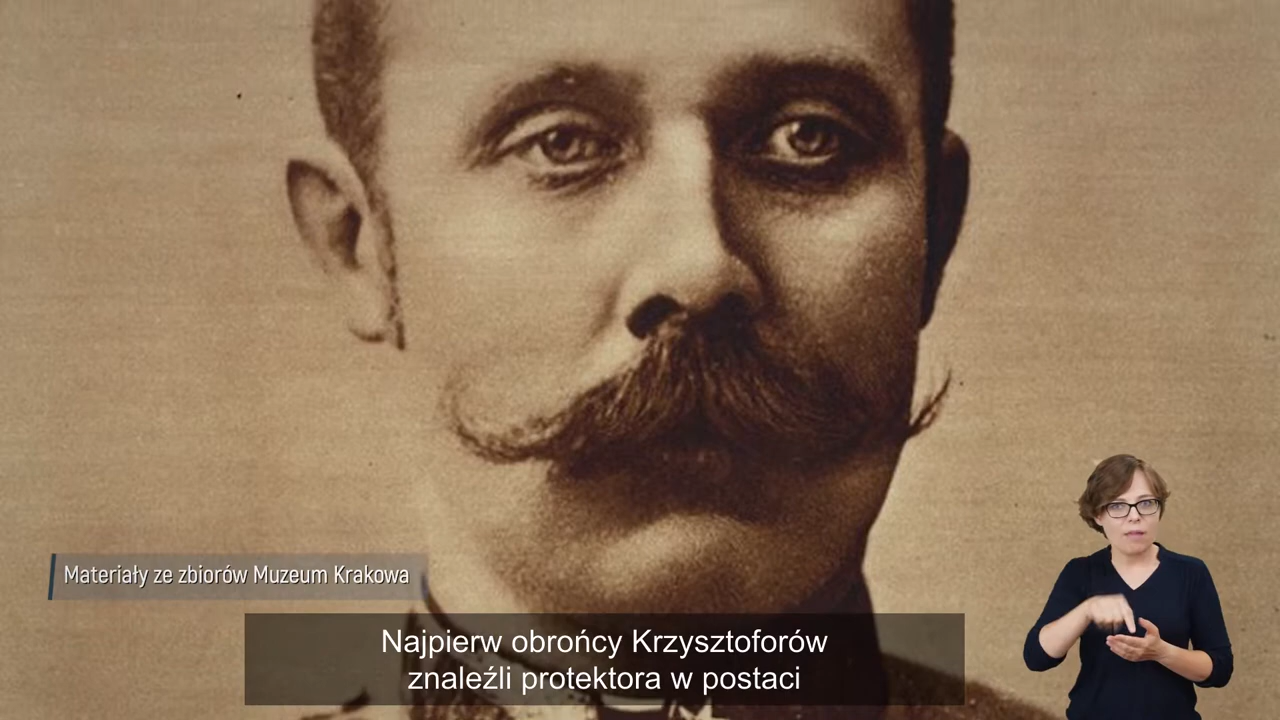 Materiały ze zbiorów Muzeum Krakowa
Najpierw obrońcy Krzysztoforów
znaleźli protektora w postaci